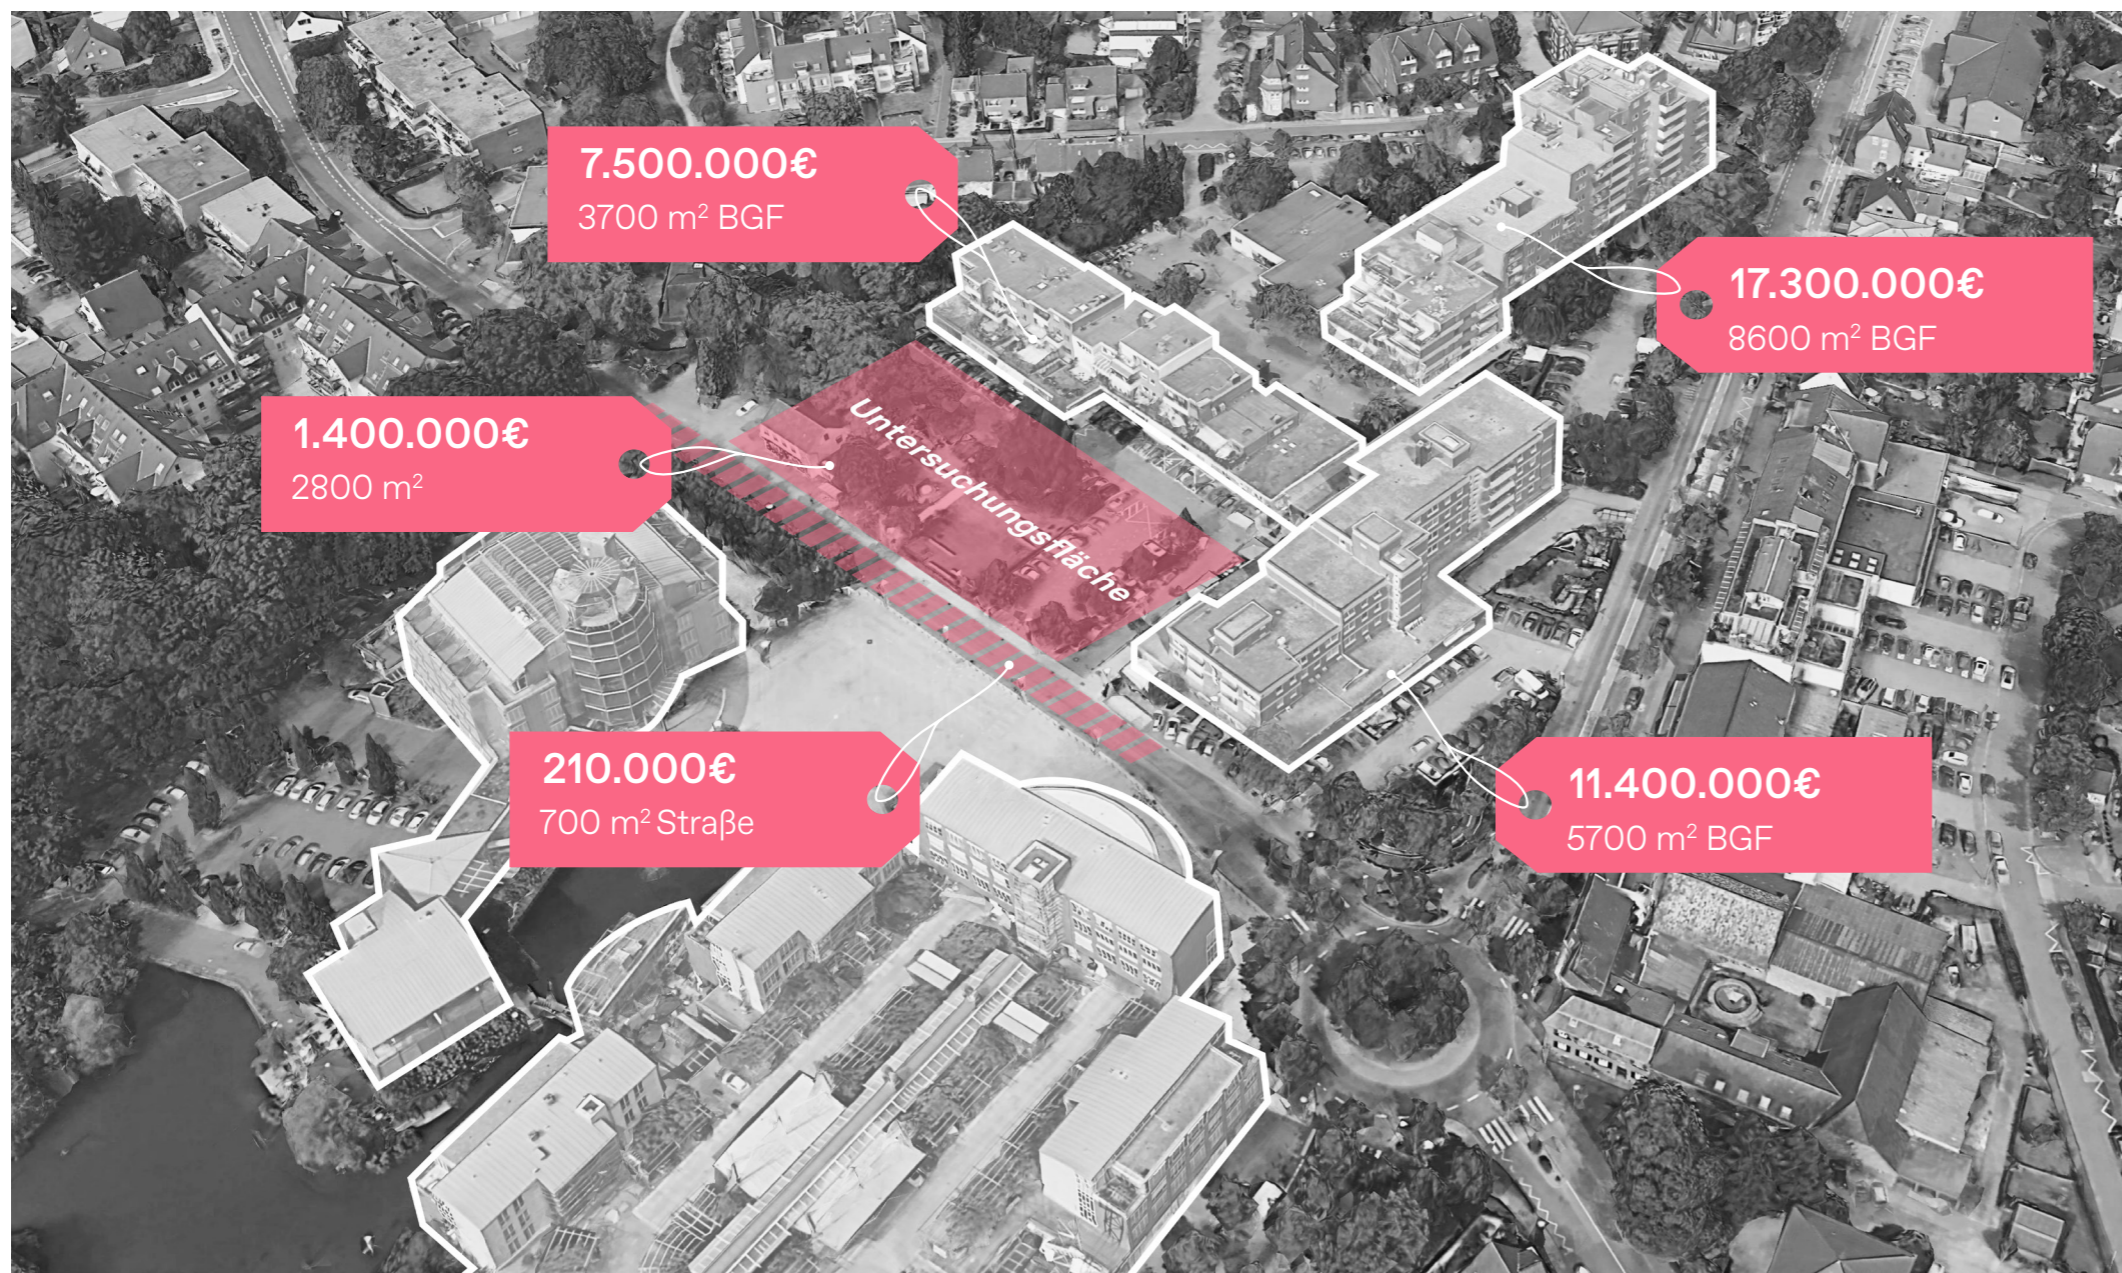 7.500.000€
3700 m² BGF
17.300.000€
8600 m² BGF
1.400.000€
2800 m²
Untersuchungsfläche
210.000€
700 m² Straße
11.400.000€
5700 m² BGF